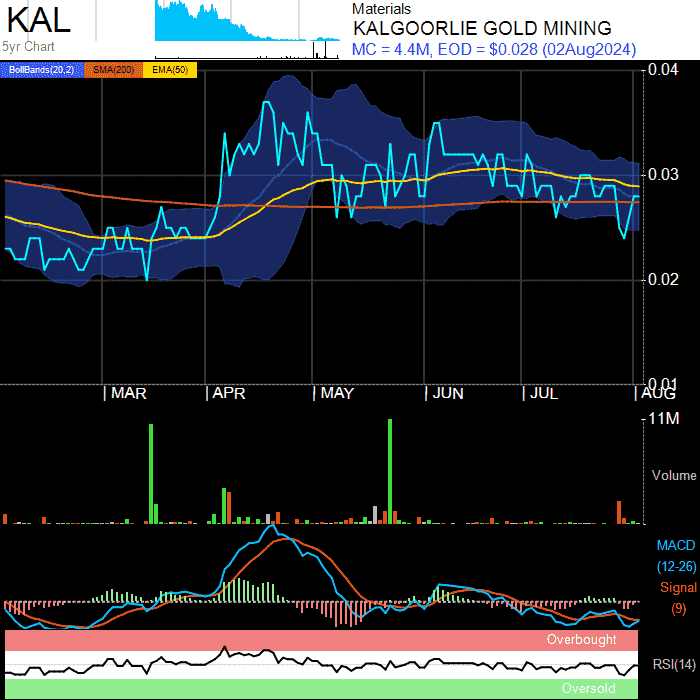 KAL
5yr Chart
Materials
KALGOORLIE GOLD MINING
MC = 4.4M, EOD = $0.028 (02Aug2024)
BollBands(20,2) SMA(200) EMA(50)
0.04
0.03
0.02
0.01
MAR APR MAY JUN JUL AUG
11M
Volume
MACD
(12-26)
Signal
(9)
Overbought
RSI(14)
Oversold